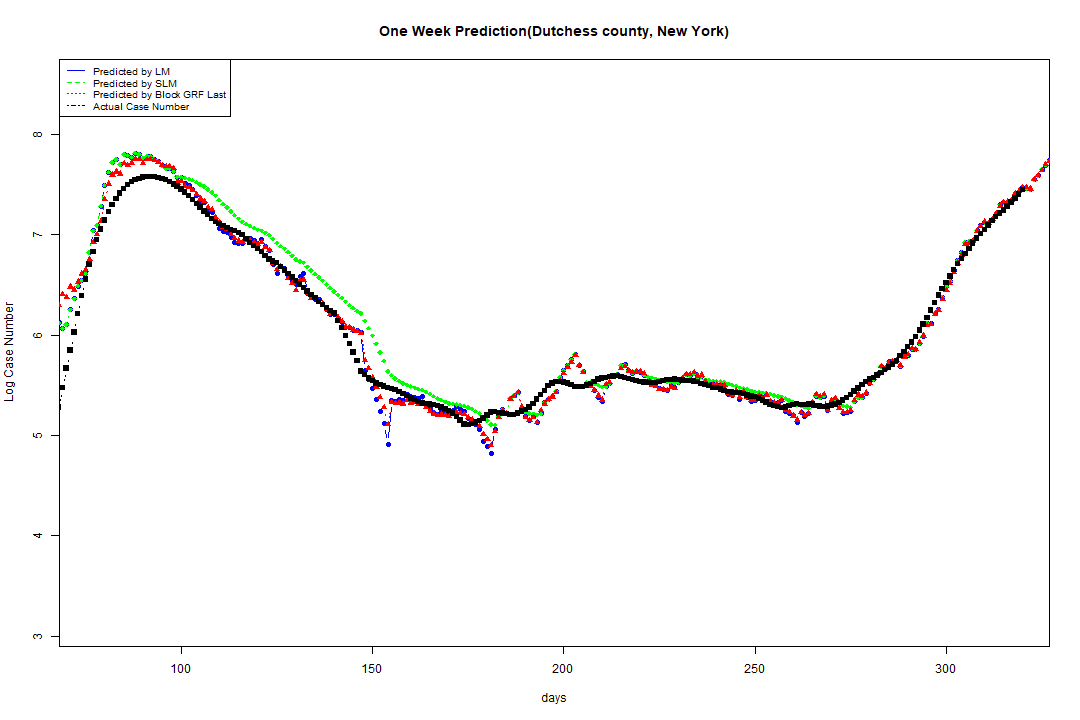 One Week Prediction(Dutchess county, New York)
Predicted by LM
Predicted by SLM
Predicted by Block GRF Last
Actual Case Number
8
7
6
5
4
3
Log Case Number
100 150 200 250 300
days